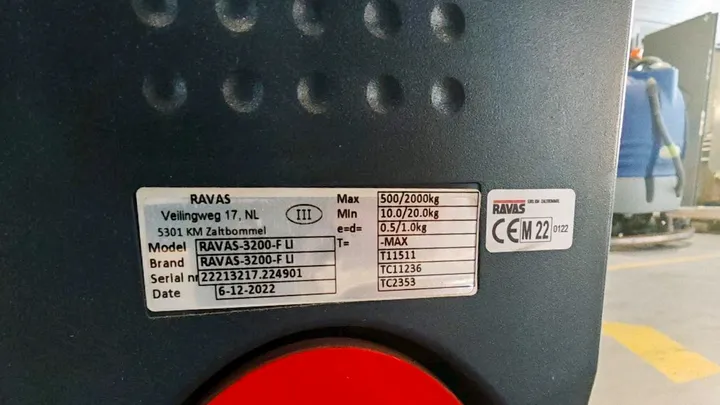 RAVAS
Veilingweg 17, NL
III
5301 KM Zaltbommel
Model RAVAS-3200-F LI
Brand RAVAS-3200-F LI
Serial nr 22213217.224901
Date 6-12-2022
Max 500/2000kg
Min 10.0/20.0kg
e=d= 0.5/1.0kg
T= -MAX
T11511
TC11236
TC2353
RAVAS
CE M 22 0122